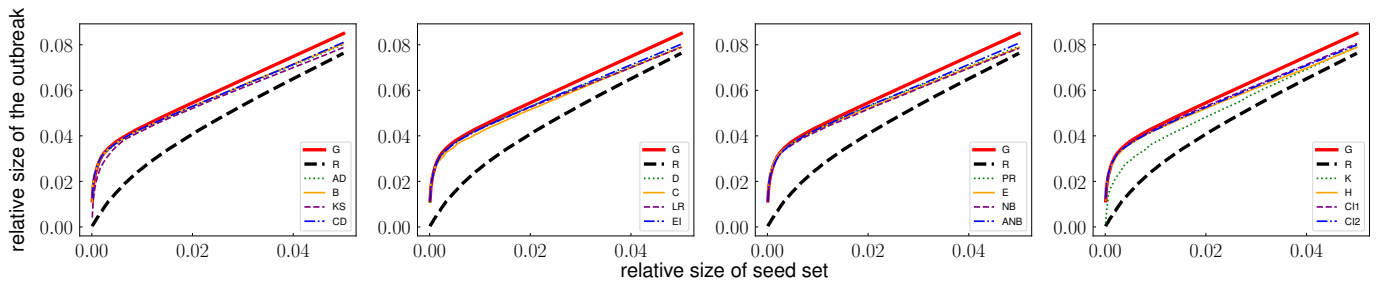 relative size of the outbreak
0.08
0.06
0.04
0.02
0.00
0.00
0.02
0.04
G
R
AD
B
KS
CD
0.08
0.06
0.04
0.02
0.00
0.00
0.02
0.04
G
R
D
C
LR
EI
0.08
0.06
0.04
0.02
0.00
0.00
0.02
0.04
G
R
PR
E
NB
ANB
0.08
0.06
0.04
0.02
0.00
0.00
0.02
0.04
G
R
K
H
CI1
CI2
relative size of seed set